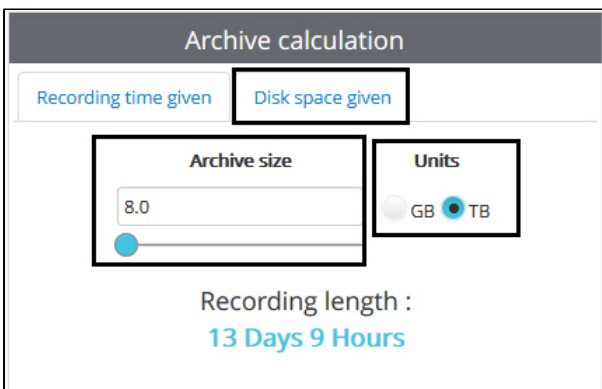 Archive calculation
Recording time given
Disk space given
Archive size
Units
8.0
GB
TB
Recording length :
13 Days 9 Hours